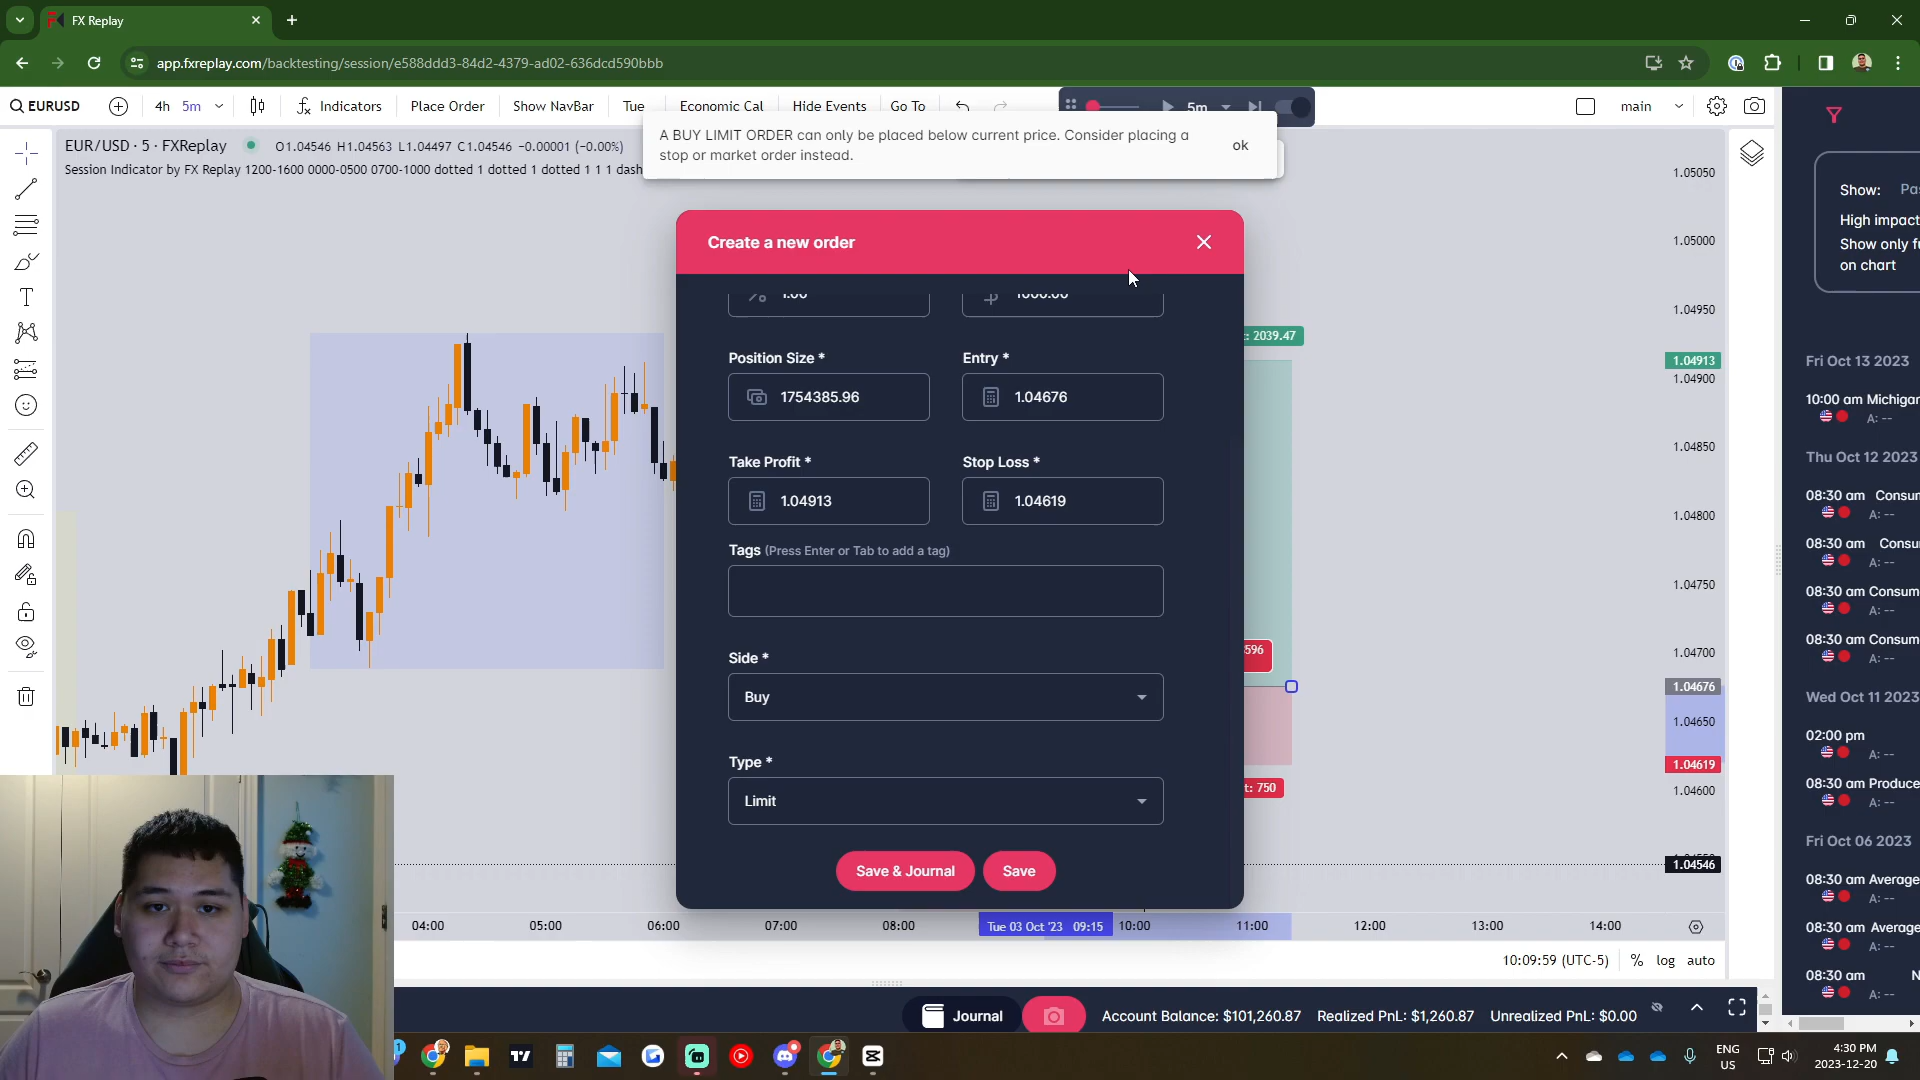 FX Replay
app.fxreplay.com/backtesting/session/e588ddd3-84d2-4379-ad02-636dcd590bbb
EURUSD
4h 5m
Indicators
Place Order
Show NavBar
Tue
Economic Cal
Hide Events
Go To
5m
main
EUR/USD · 5 · FXReplay
O1.04546 H1.04563 L1.04497 C1.04546 -0.00001 (-0.00%)
Session Indicator by FX Replay 1200-1600 0000-0500 0700-1000 dotted 1 dotted 1 dotted 1 1 1 dash
A BUY LIMIT ORDER can only be placed below current price. Consider placing a
stop or market order instead.
ok
Create a new order
1.00
1000.00
Position Size *
Entry *
1754385.96
1.04676
Take Profit *
Stop Loss *
1.04913
1.04619
Tags (Press Enter or Tab to add a tag)
Side *
Buy
Type *
Limit
Save & Journal
Save
: 2039.47
596
t: 750
1.05050
1.05000
1.04950
1.04913
1.04900
1.04850
1.04800
1.04750
1.04700
1.04676
1.04650
1.04619
1.04600
1.04546
04:00
05:00
06:00
07:00
08:00
Tue 03 Oct '23 09:15
10:00
11:00
12:00
13:00
14:00
10:09:59 (UTC-5)
%
log
auto
Show: Pa
High impact
Show only fu
on chart
Fri Oct 13 2023
10:00 am Michigan
A: --
Thu Oct 12 2023
08:30 am Consum
A: --
08:30 am Consu
A: --
08:30 am Consum
A: --
08:30 am Consum
A: --
Wed Oct 11 2023
02:00 pm
A: --
08:30 am Produce
A: --
Fri Oct 06 2023
08:30 am Average
A: --
08:30 am Average
A: --
08:30 am N
A: --
Journal
Account Balance: $101,260.87
Realized PnL: $1,260.87
Unrealized PnL: $0.00
1
ENG
US
4:30 PM
2023-12-20